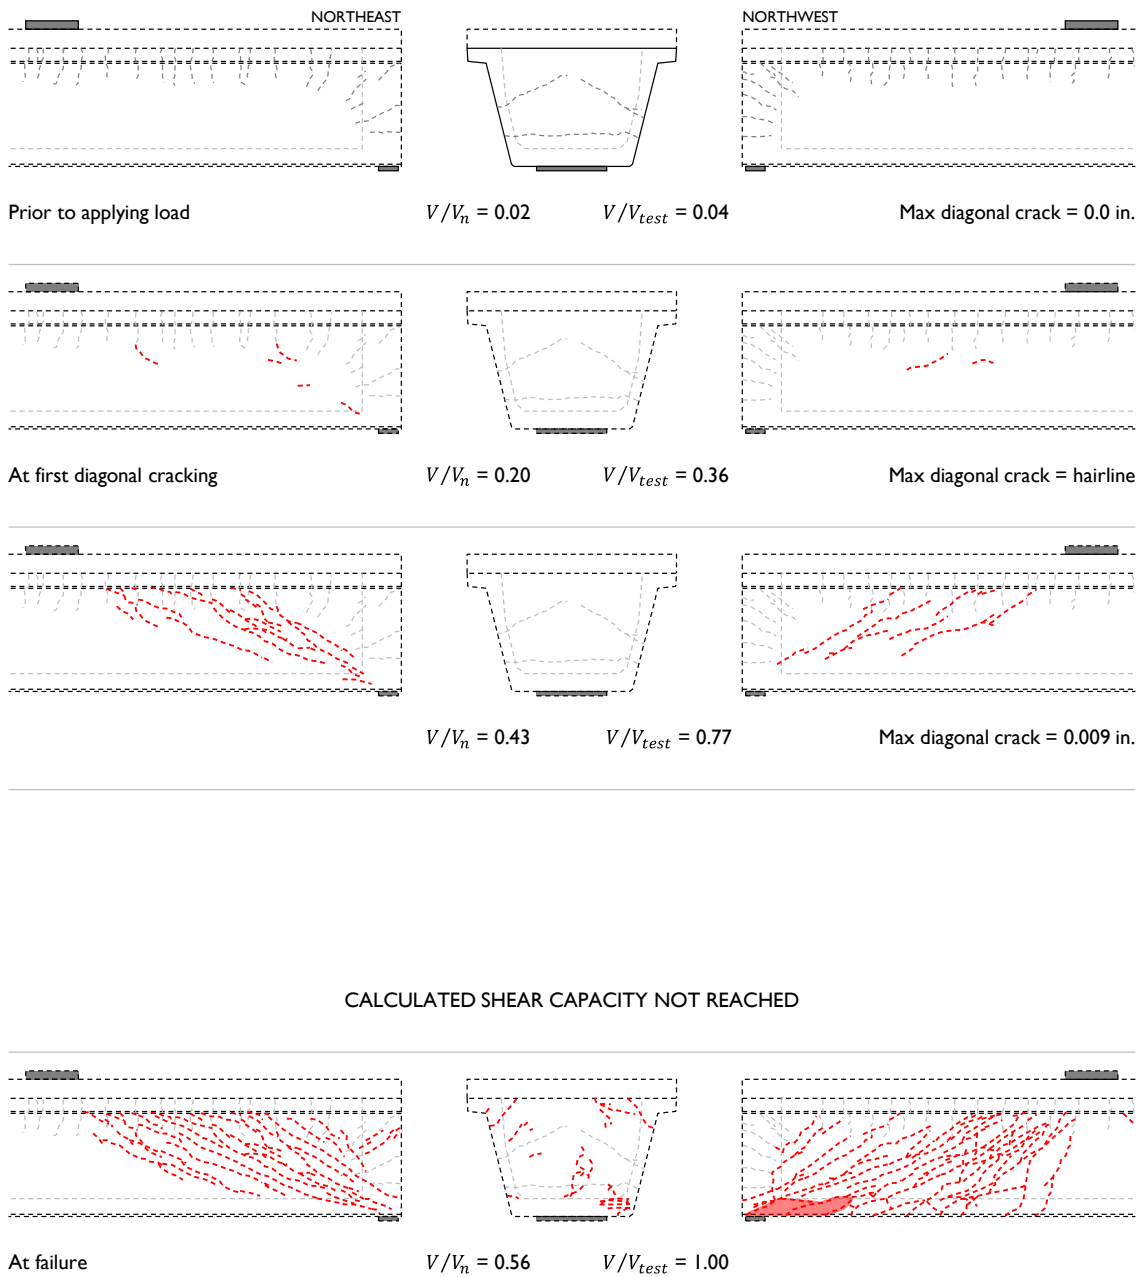 NORTHEAST NORTHWEST
Prior to applying load V/Vn = 0.02 V/Vtest = 0.04 Max diagonal crack = 0.0 in.
At first diagonal cracking V/Vn = 0.20 V/Vtest = 0.36 Max diagonal crack = hairline
V/Vn = 0.43 V/Vtest = 0.77 Max diagonal crack = 0.009 in.
CALCULATED SHEAR CAPACITY NOT REACHED
At failure V/Vn = 0.56 V/Vtest = 1.00